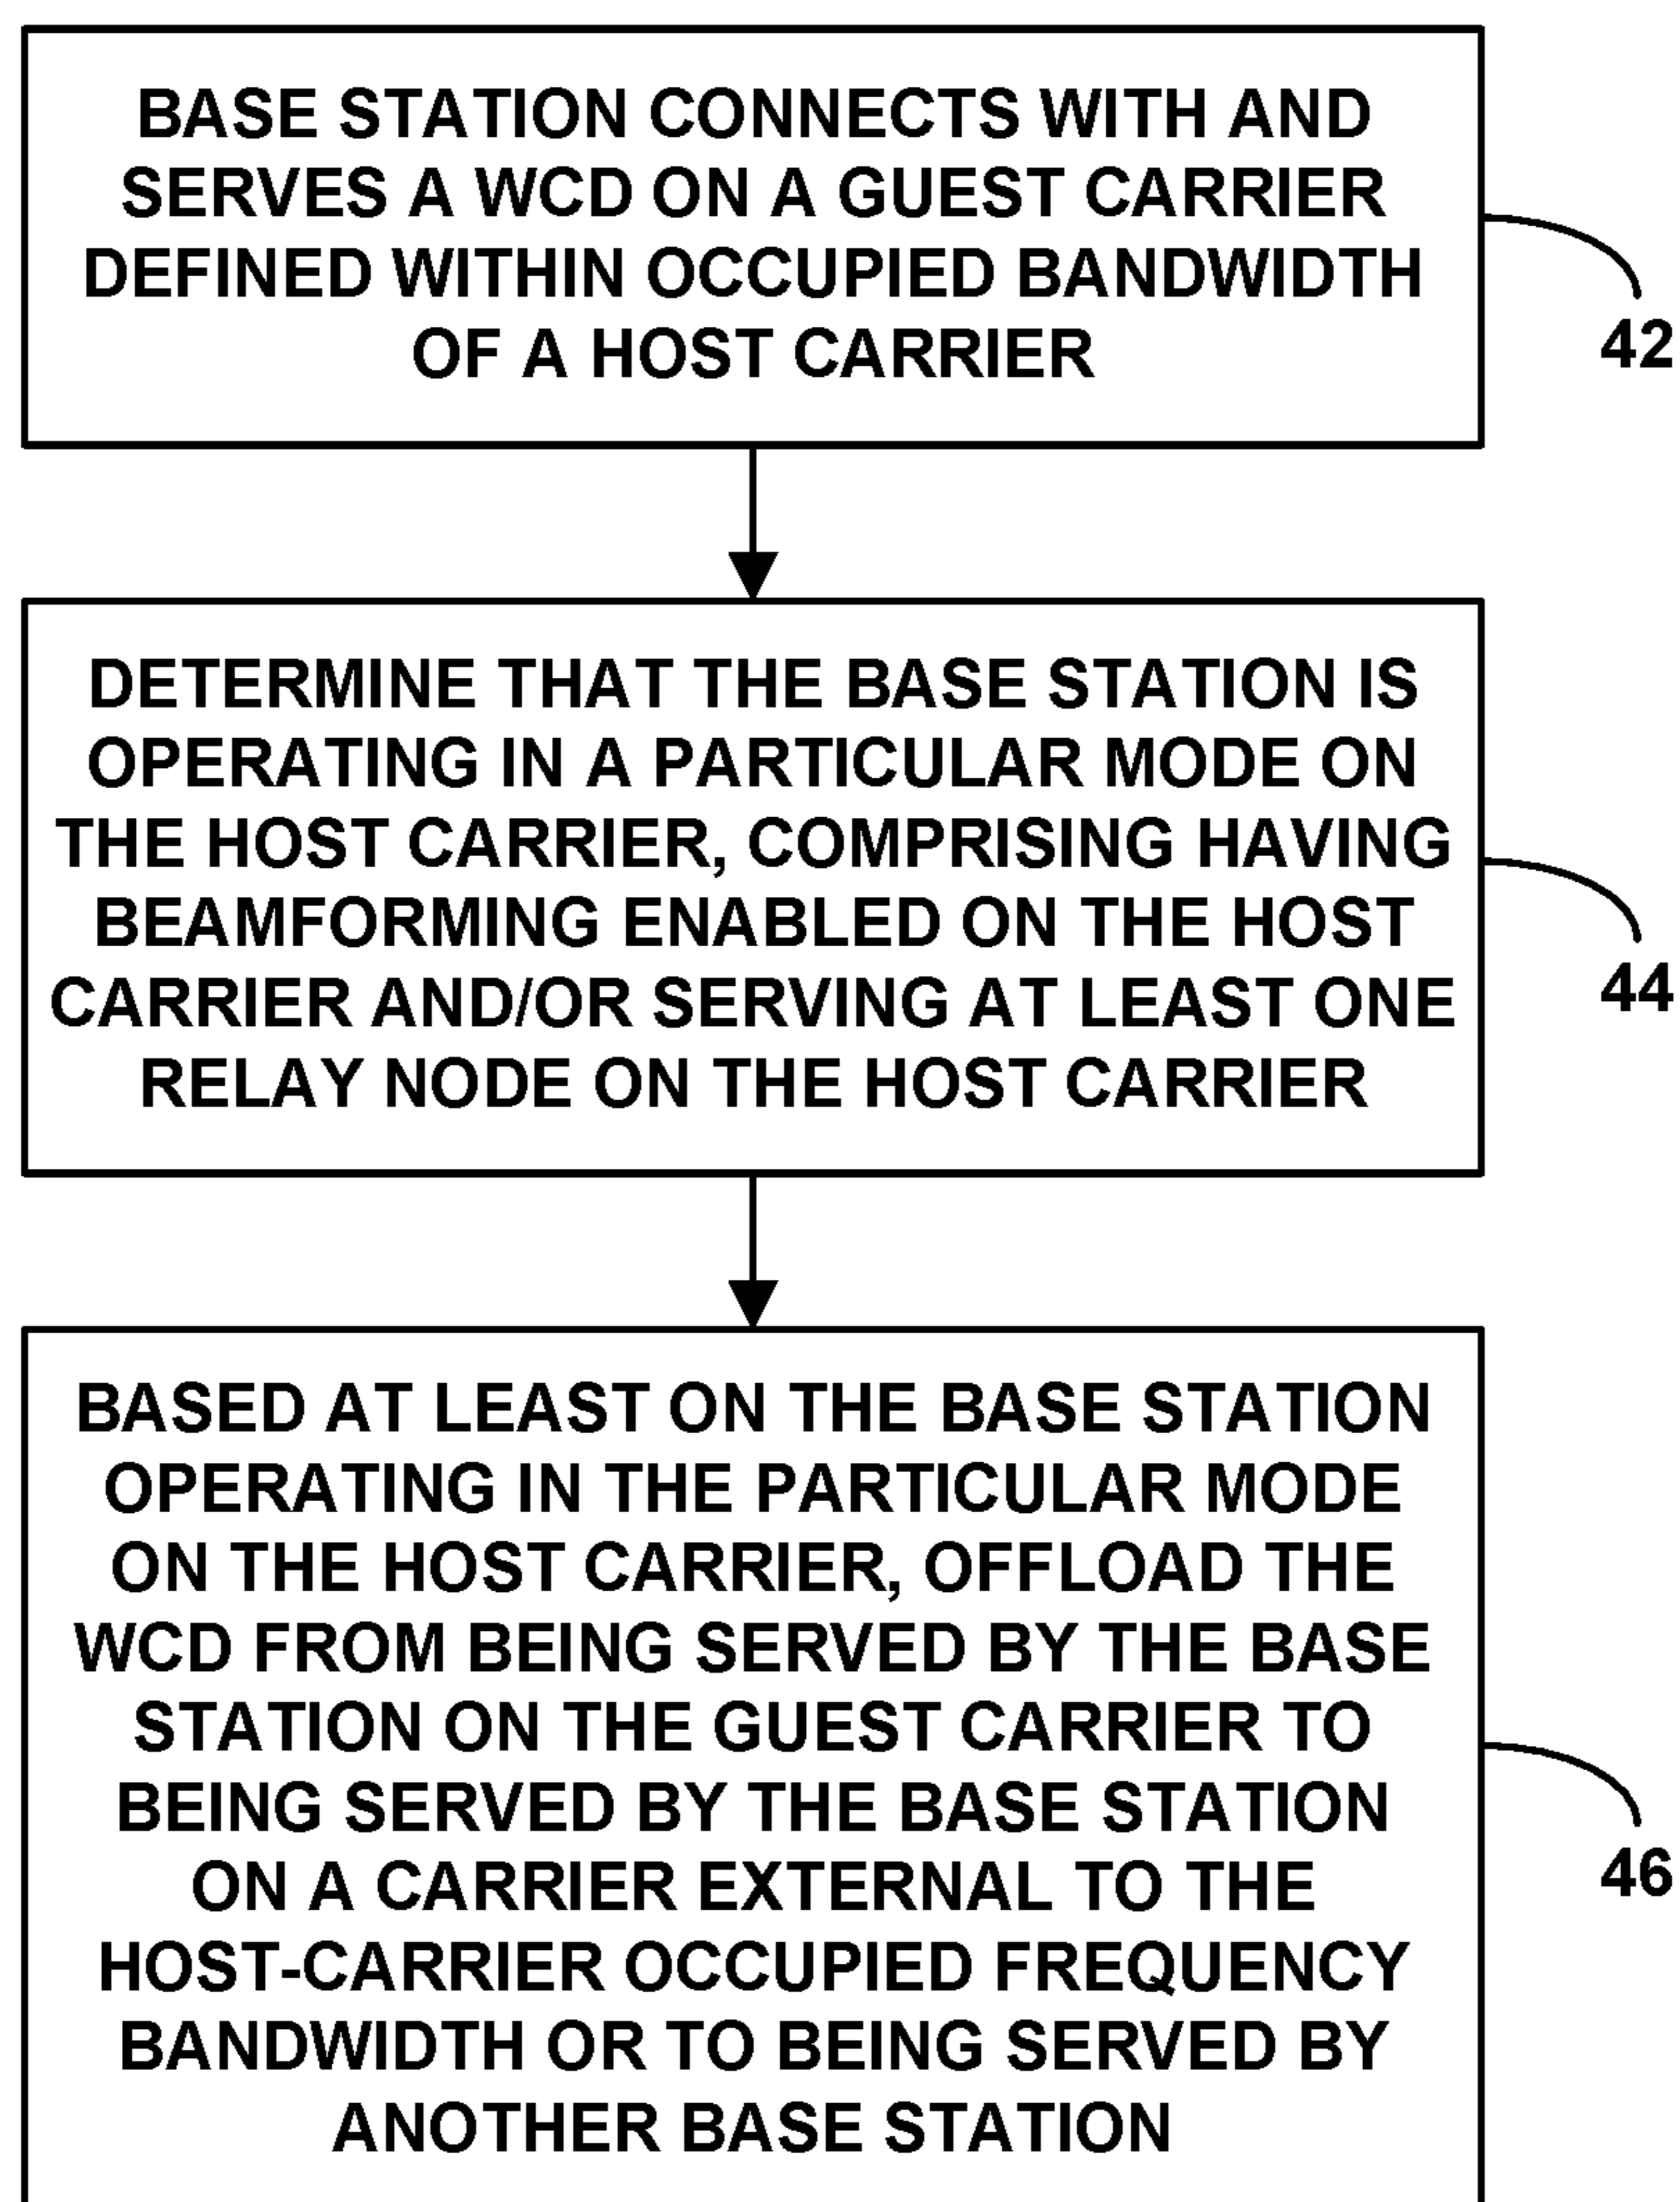 BASE STATION CONNECTS WITH AND
SERVES A WCD ON A GUEST CARRIER
DEFINED WITHIN OCCUPIED BANDWIDTH
OF A HOST CARRIER
42
DETERMINE THAT THE BASE STATION IS
OPERATING IN A PARTICULAR MODE ON
THE HOST CARRIER, COMPRISING HAVING
BEAMFORMING ENABLED ON THE HOST
CARRIER AND/OR SERVING AT LEAST ONE
RELAY NODE ON THE HOST CARRIER
44
BASED AT LEAST ON THE BASE STATION
OPERATING IN THE PARTICULAR MODE
ON THE HOST CARRIER, OFFLOAD THE
WCD FROM BEING SERVED BY THE BASE
STATION ON THE GUEST CARRIER TO
BEING SERVED BY THE BASE STATION
ON A CARRIER EXTERNAL TO THE
HOST-CARRIER OCCUPIED FREQUENCY
BANDWIDTH OR TO BEING SERVED BY
ANOTHER BASE STATION
46